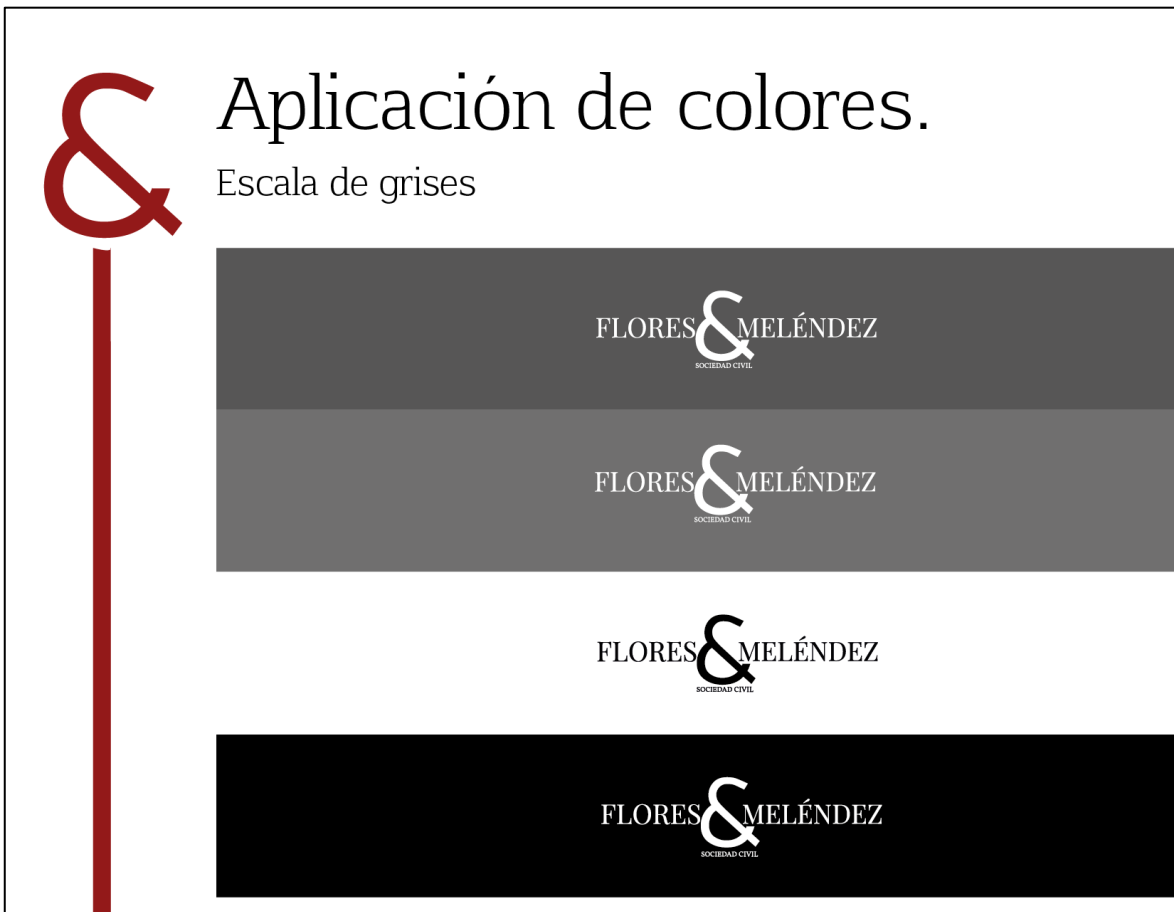 &
Aplicación de colores.
Escala de grises
FLORES & MELÉNDEZ
SOCIEDAD CIVIL
FLORES & MELÉNDEZ
SOCIEDAD CIVIL
FLORES & MELÉNDEZ
SOCIEDAD CIVIL
FLORES & MELÉNDEZ
SOCIEDAD CIVIL